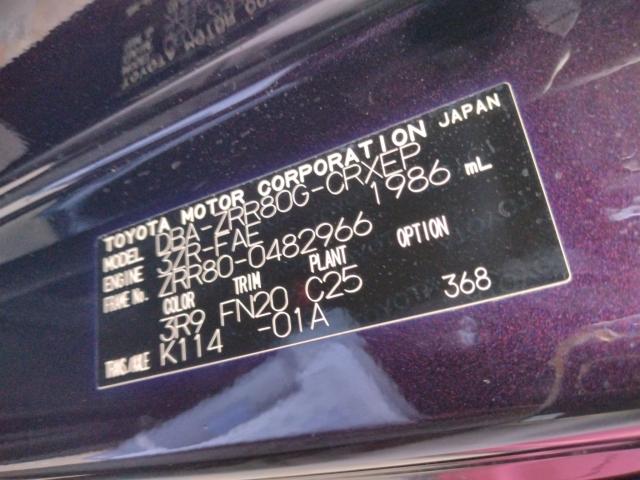 TOYOTA MOTOR CORPORATION JAPAN
MODEL DBA-ZRR80G-CRXEP
ENGINE 3ZR-FAE 1986 mL
FRAME No. ZRR80-0482966
COLOR TRIM PLANT OPTION
3R9 FN20 C25
TRANS/AXLE K114 -01A 368